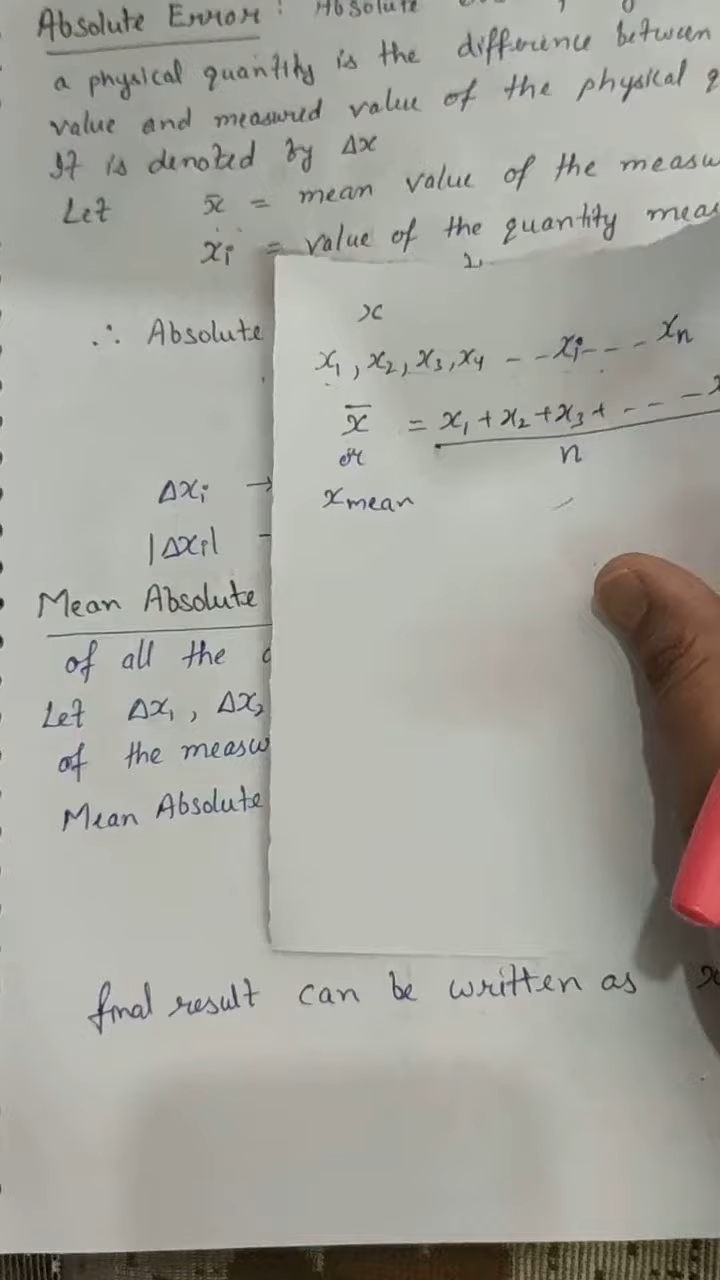 Absolute Error : Absolute
a physical quantity is the difference between
value and measured value of the physical
It is denoted by Δx
Let x̄ = mean value of the
xi = value of the quantity
∴ Absolute
x
x₁, x₂, x₃, x₄ - - xi - - - xn
x̄ = x₁ + x₂ + x₃ + - - -
n
or
xmean
Δxi →
|Δxi|
Mean Absolute
of all the
Let Δx₁, Δx₂
of the
Mean Absolute
final result can be written as